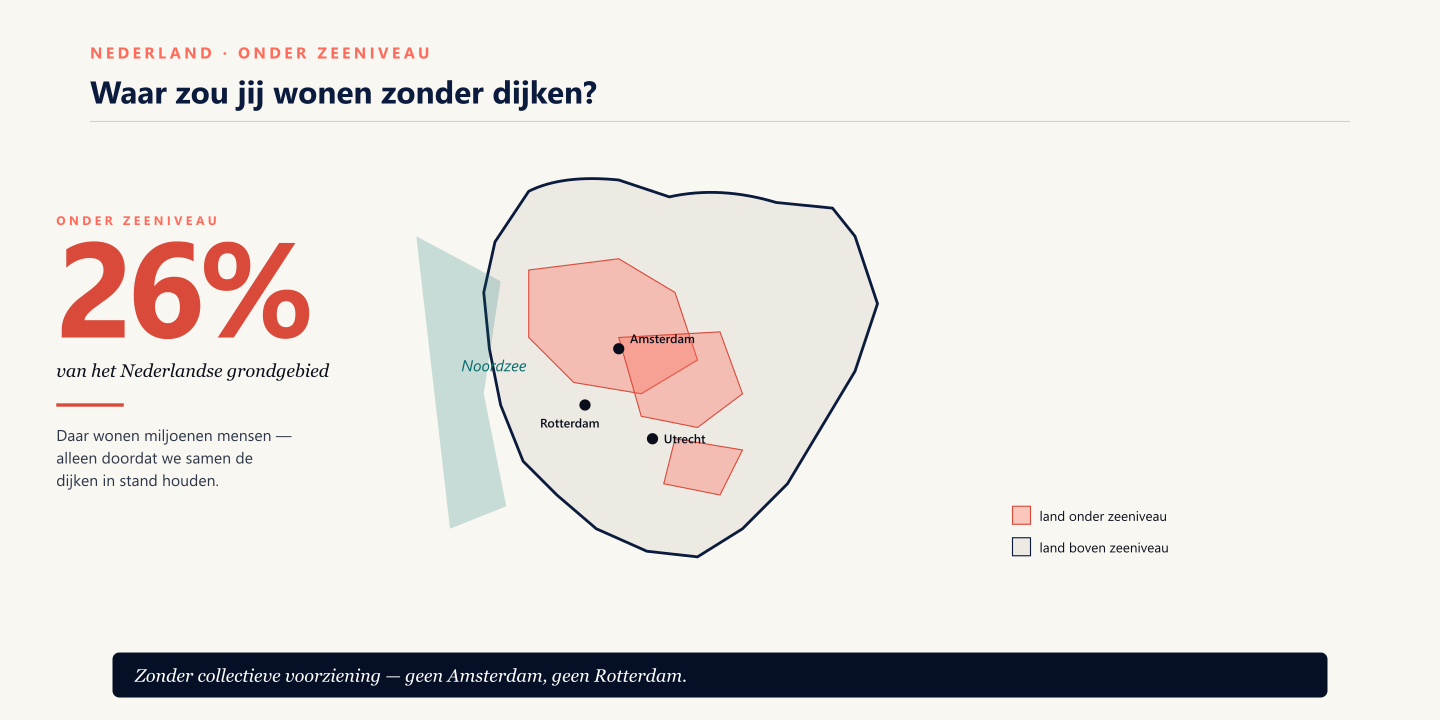 NEDERLAND · ONDER ZEENIVEAU
Waar zou jij wonen zonder dijken?
ONDER ZEENIVEAU
26%
van het Nederlandse grondgebied
Daar wonen miljoenen mensen —
alleen doordat we samen de
dijken in stand houden.
Noordzee
Amsterdam
Rotterdam
Utrecht
land onder zeeniveau
land boven zeeniveau
Zonder collectieve voorziening — geen Amsterdam, geen Rotterdam.